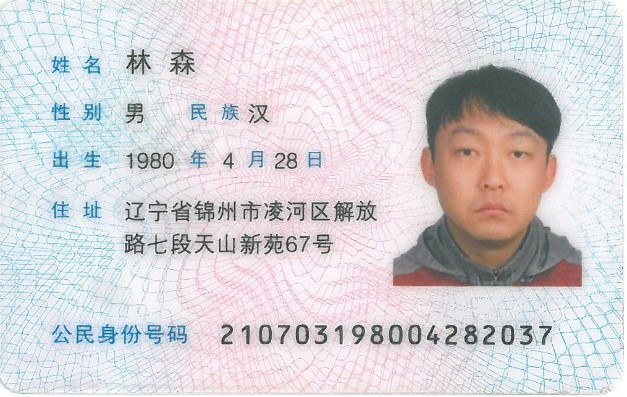 姓名 林森
性别 男 民族 汉
出生 1980 年 4 月 28 日
住址 辽宁省锦州市凌河区解放
路七段天山新苑67号
公民身份号码 210703198004282037